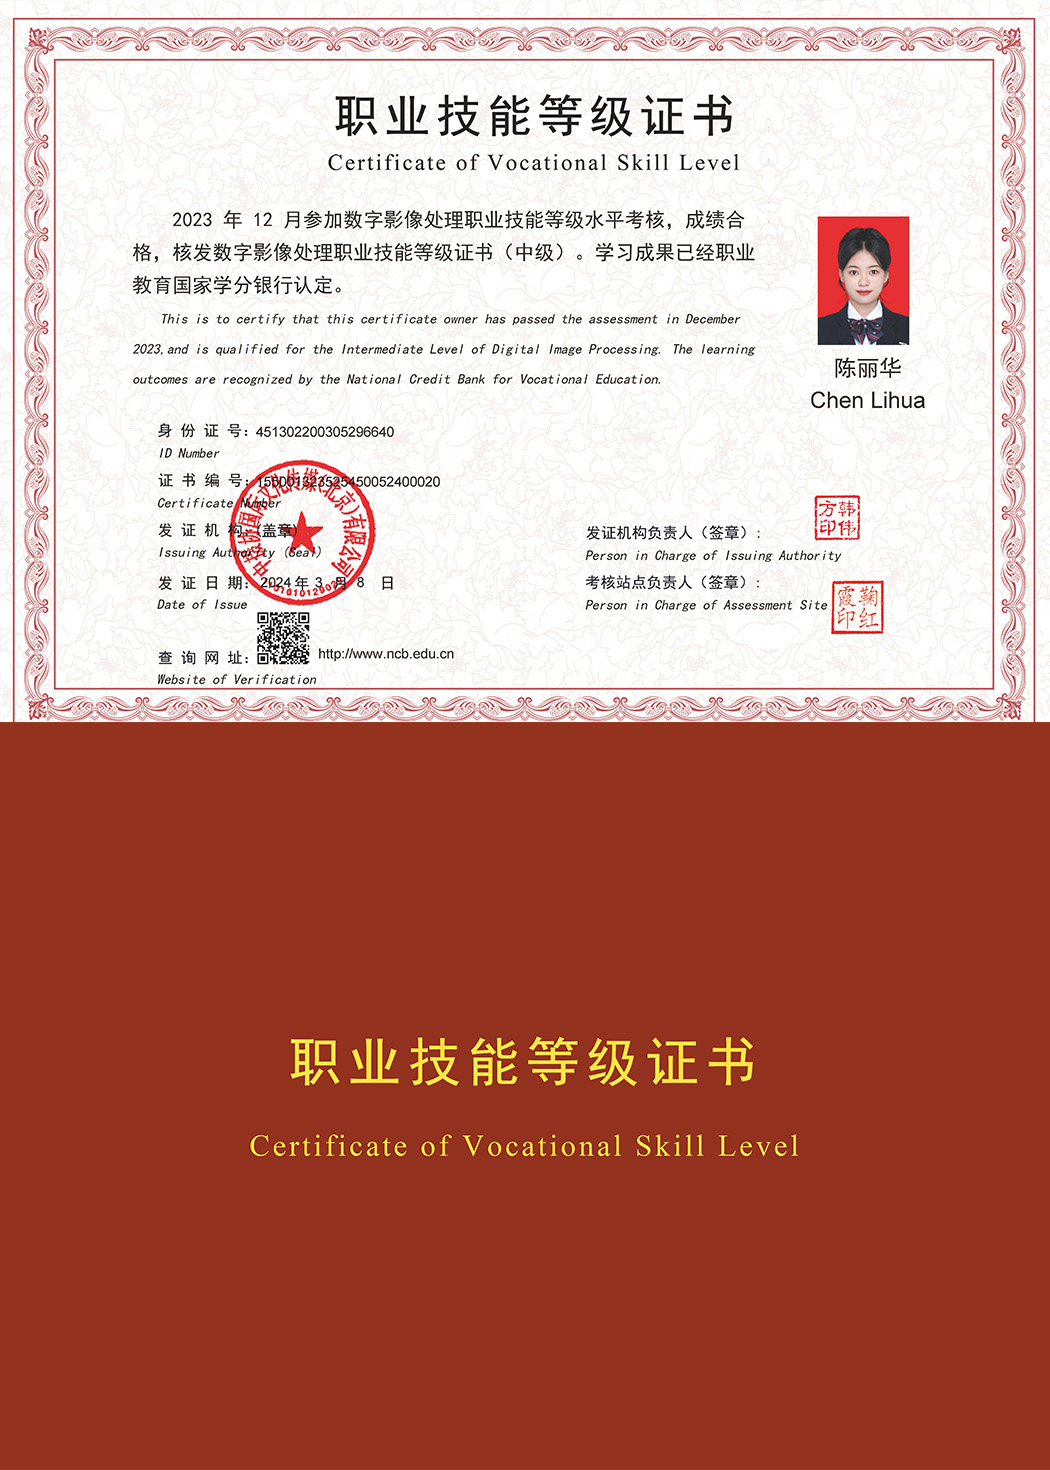 职业技能等级证书
Certificate of Vocational Skill Level
2023 年 12 月参加数字影像处理职业技能等级水平考核，成绩合
格，核发数字影像处理职业技能等级证书（中级）。学习成果已经职业
教育国家学分银行认定。
This is to certify that this certificate owner has passed the assessment in December
2023,and is qualified for the Intermediate Level of Digital Image Processing. The learning
outcomes are recognized by the National Credit Bank for Vocational Education.
陈丽华
Chen Lihua
身 份 证 号: 451302200305296640
ID Number
证 书 编 号:
Certificate Number
发 证 机 构 (盖章)
Issuing Authority (Seal)
国际文化传媒(北京)有限公司
发 证 日 期: 2024 年 3 月 8 日
Date of Issue
查 询 网 址: http://www.ncb.edu.cn
Website of Verification
发证机构负责人（签章）:
Person in Charge of Issuing Authority
韩伟方印
考核站点负责人（签章）:
Person in Charge of Assessment Site
鞠红霞印
职业技能等级证书
Certificate of Vocational Skill Level